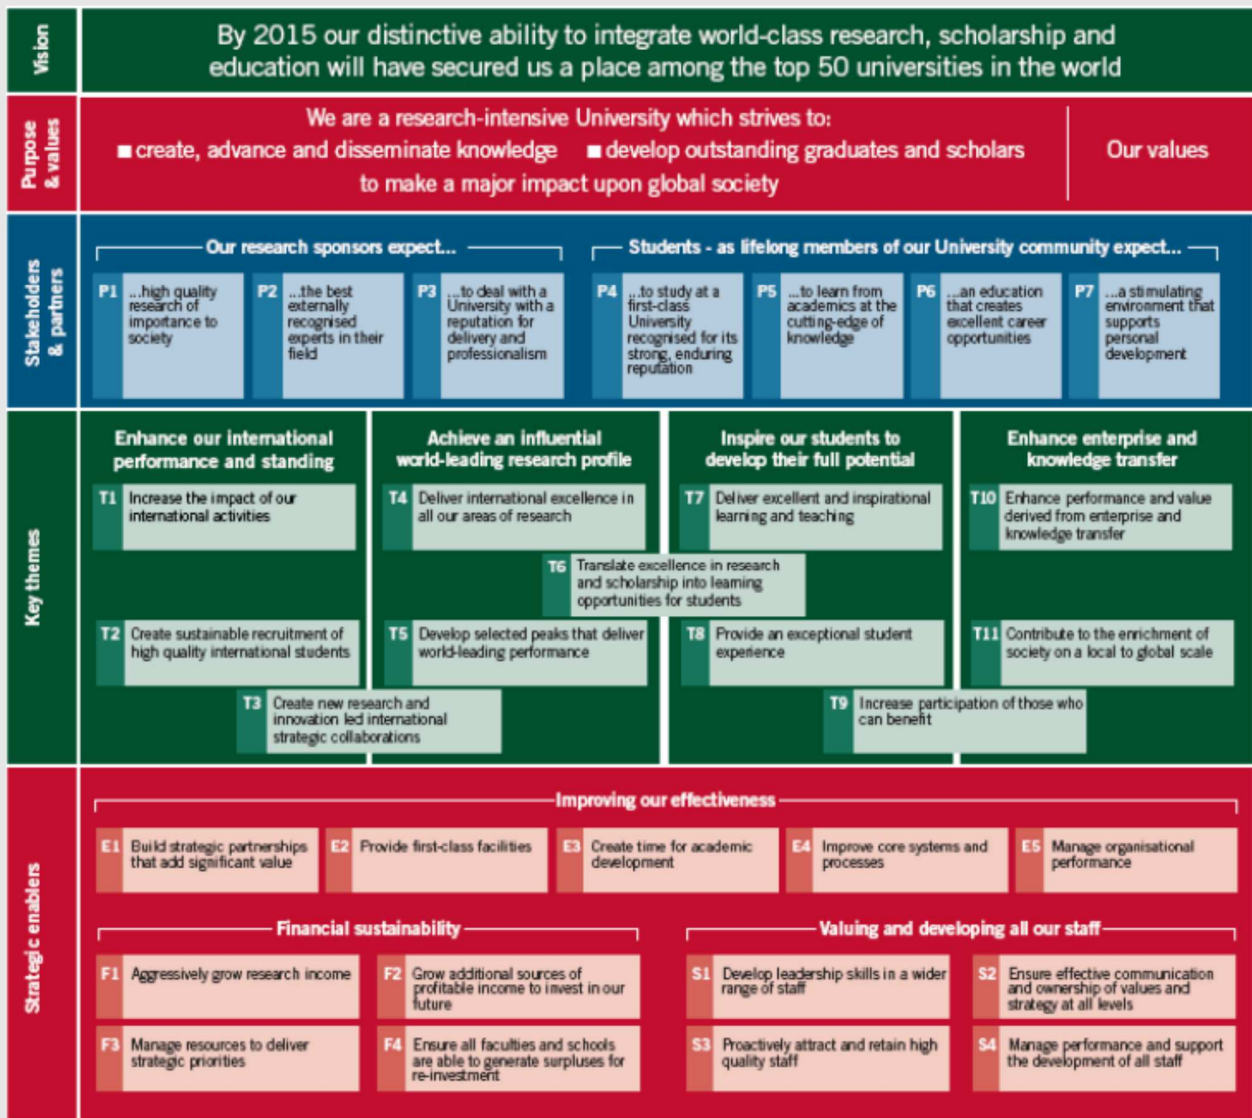 Vision
By 2015 our distinctive ability to integrate world-class research, scholarship and
education will have secured us a place among the top 50 universities in the world
Purpose
& values
We are a research-intensive University which strives to:
■ create, advance and disseminate knowledge ■ develop outstanding graduates and scholars
to make a major impact upon global society
Our values
Stakeholders
& partners
Our research sponsors expect...
P1 ...high quality
research of
importance to
society
P2 ...the best
externally
recognised
experts in their
field
P3 ...to deal with a
University with a
reputation for
delivery and
professionalism
Students - as lifelong members of our University community expect...
P4 ...to study at a
first-class
University
recognised for its
strong, enduring
reputation
P5 ...to learn from
academics at the
cutting-edge of
knowledge
P6 ...an education
that creates
excellent career
opportunities
P7 ...a stimulating
environment that
supports
personal
development
Key themes
Enhance our international
performance and standing
T1 Increase the impact of our
international activities
T2 Create sustainable recruitment of
high quality international students
T3 Create new research and
innovation led international
strategic collaborations
Achieve an influential
world-leading research profile
T4 Deliver international excellence in
all our areas of research
T6 Translate excellence in research
and scholarship into learning
opportunities for students
T5 Develop selected peaks that deliver
world-leading performance
Inspire our students to
develop their full potential
T7 Deliver excellent and inspirational
learning and teaching
T8 Provide an exceptional student
experience
T9 Increase participation of those who
can benefit
Enhance enterprise and
knowledge transfer
T10 Enhance performance and value
derived from enterprise and
knowledge transfer
T11 Contribute to the enrichment of
society on a local to global scale
Strategic enablers
Improving our effectiveness
E1 Build strategic partnerships
that add significant value
E2 Provide first-class facilities
E3 Create time for academic
development
E4 Improve core systems and
processes
E5 Manage organisational
performance
Financial sustainability
F1 Aggressively grow research income
F2 Grow additional sources of
profitable income to invest in our
future
F3 Manage resources to deliver
strategic priorities
F4 Ensure all faculties and schools
are able to generate surpluses for
re-investment
Valuing and developing all our staff
S1 Develop leadership skills in a wider
range of staff
S2 Ensure effective communication
and ownership of values and
strategy at all levels
S3 Proactively attract and retain high
quality staff
S4 Manage performance and support
the development of all staff